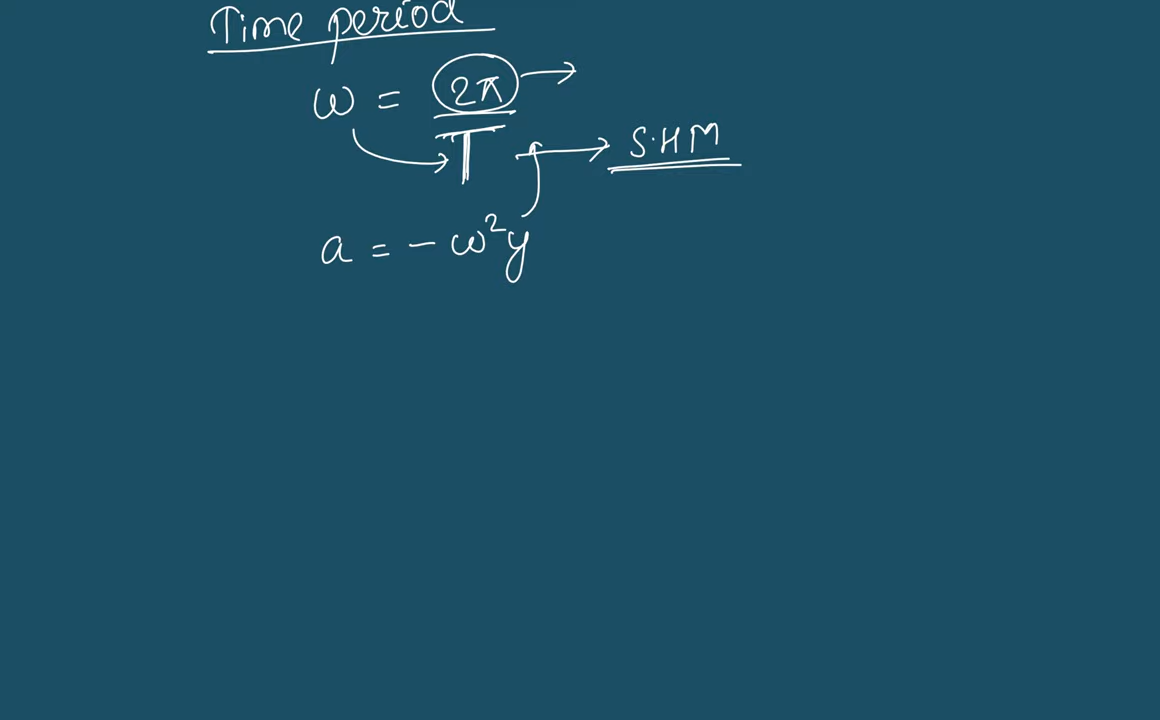 Time period
ω = 2π
T → S.H.M
a = - ω²y